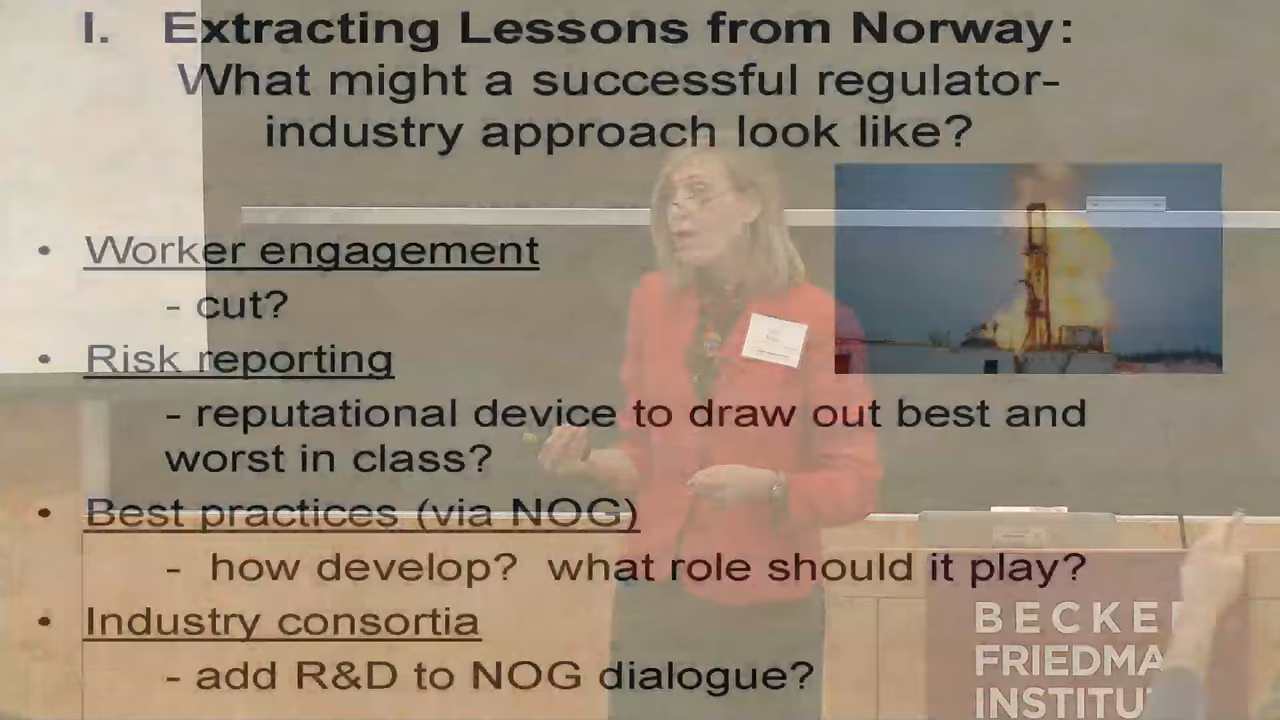 I. Extracting Lessons from Norway:
What might a successful regulator-
industry approach look like?
• Worker engagement
- cut?
• Risk reporting
- reputational device to draw out best and
worst in class?
• Best practices (via NOG)
- how develop? what role should it play?
• Industry consortia
- add R&D to NOG dialogue?
BECKER
FRIEDMA
INSTITU